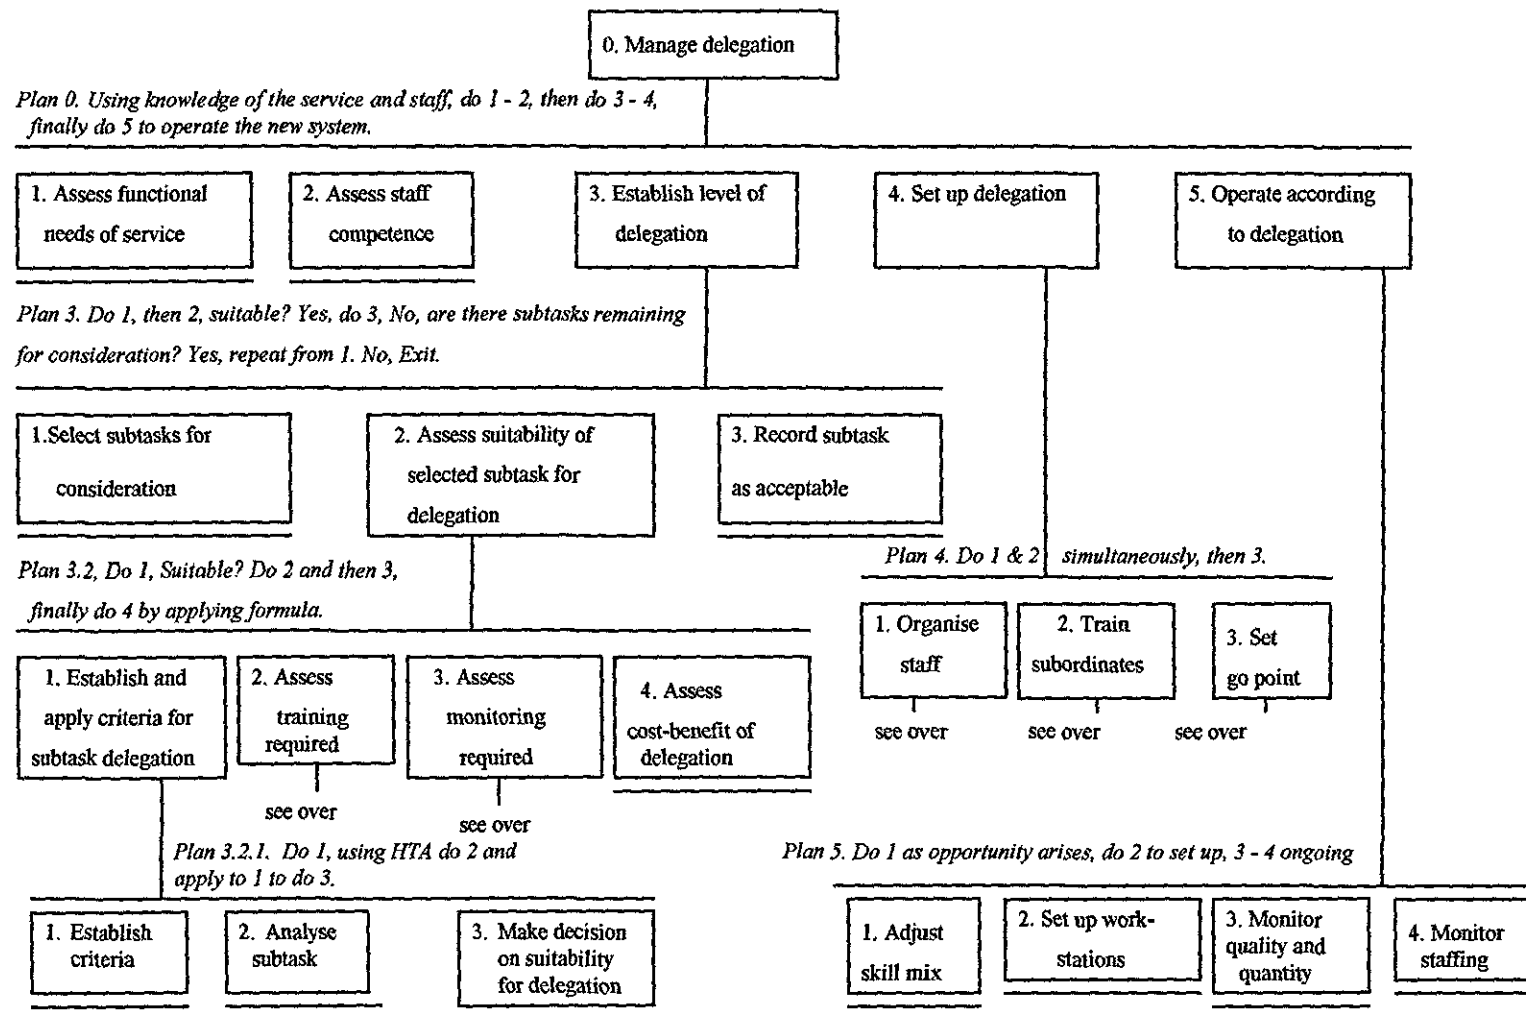 0. Manage delegation
Plan 0. Using knowledge of the service and staff, do 1 - 2, then do 3 - 4,
finally do 5 to operate the new system.
1. Assess functional
needs of service
2. Assess staff
competence
3. Establish level of
delegation
4. Set up delegation
5. Operate according
to delegation
Plan 3. Do 1, then 2, suitable? Yes, do 3, No, are there subtasks remaining
for consideration? Yes, repeat from 1. No, Exit.
1.Select subtasks for
consideration
2. Assess suitability of
selected subtask for
delegation
3. Record subtask
as acceptable
Plan 3.2, Do 1, Suitable? Do 2 and then 3,
finally do 4 by applying formula.
Plan 4. Do 1 & 2 simultaneously, then 3.
1. Organise
staff
see over
2. Train
subordinates
see over
3. Set
go point
see over
1. Establish and
apply criteria for
subtask delegation
2. Assess
training
required
see over
3. Assess
monitoring
required
see over
4. Assess
cost-benefit of
delegation
Plan 3.2.1. Do 1, using HTA do 2 and
apply to 1 to do 3.
1. Establish
criteria
2. Analyse
subtask
3. Make decision
on suitability
for delegation
Plan 5. Do 1 as opportunity arises, do 2 to set up, 3 - 4 ongoing
1. Adjust
skill mix
2. Set up work-
stations
3. Monitor
quality and
quantity
4. Monitor
staffing